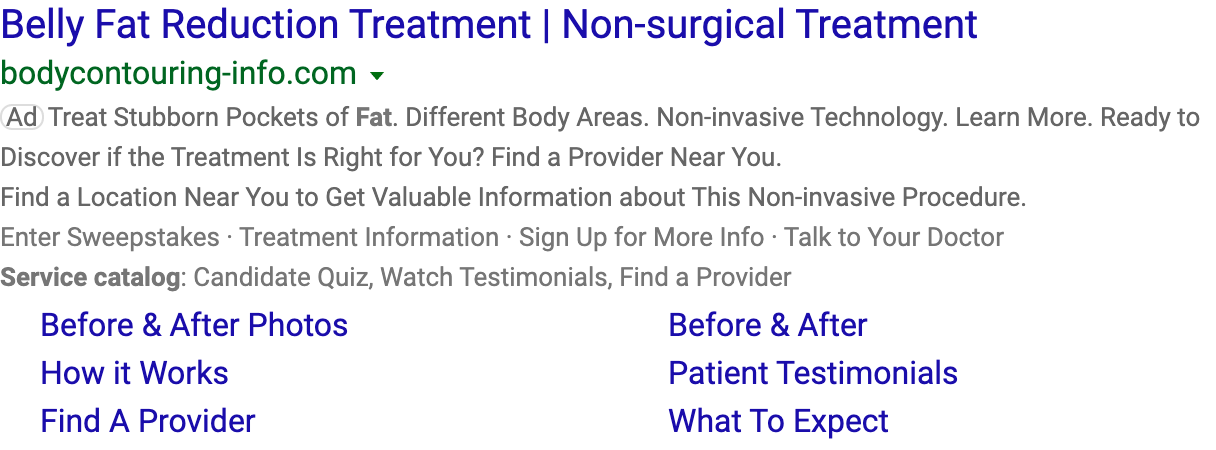 Belly Fat Reduction Treatment | Non-surgical Treatment
bodycontouring-info.com
Ad Treat Stubborn Pockets of Fat. Different Body Areas. Non-invasive Technology. Learn More. Ready to
Discover if the Treatment Is Right for You? Find a Provider Near You.
Find a Location Near You to Get Valuable Information about This Non-invasive Procedure.
Enter Sweepstakes · Treatment Information · Sign Up for More Info · Talk to Your Doctor
Service catalog: Candidate Quiz, Watch Testimonials, Find a Provider
Before & After Photos Before & After
How it Works Patient Testimonials
Find A Provider What To Expect